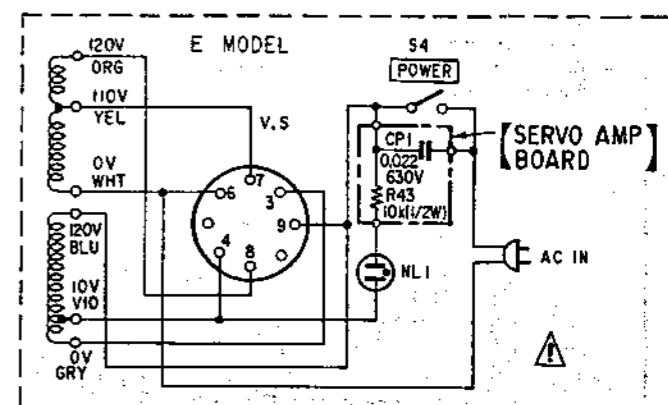 E MODEL
120V
ORG
110V
YEL
0V
WHT
120V
BLU
10V
VIO
0V
GRY
V.S
7
6
3
9
4
8
S4
POWER
CP1
0.022
630V
R43
10k(1/2W)
[SERVO AMP
BOARD]
NL1
AC IN
!